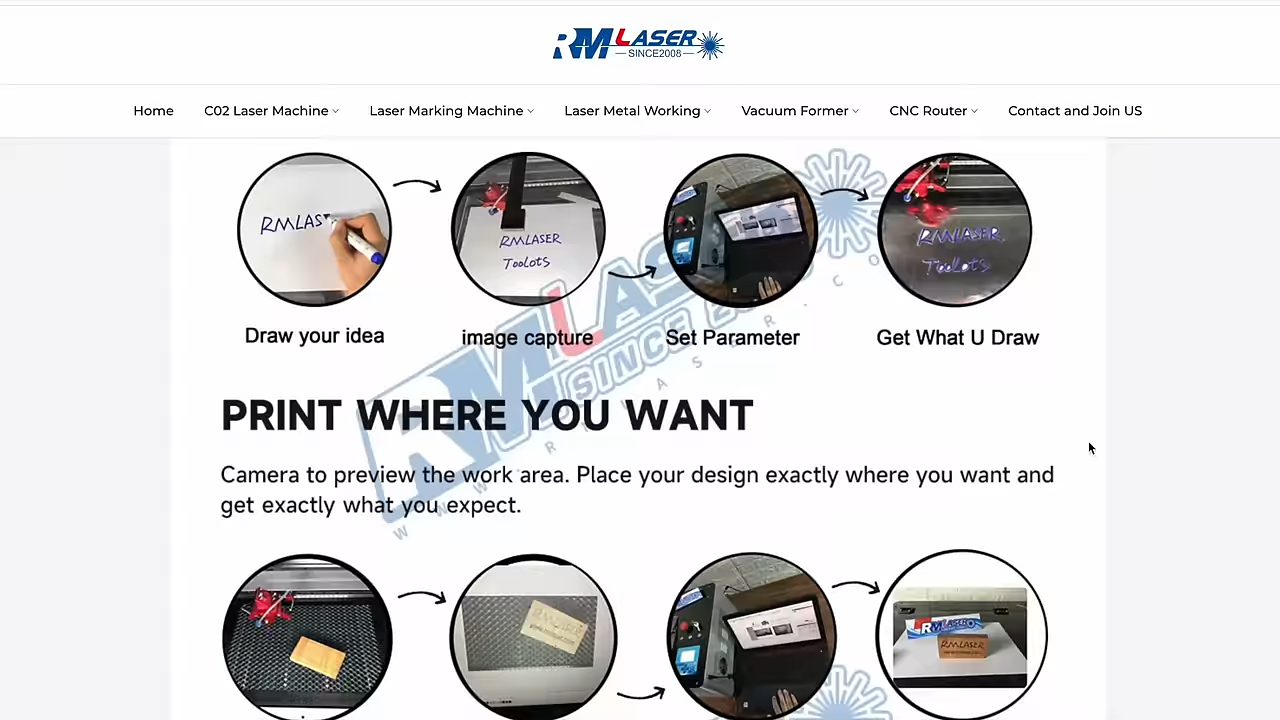 RMLASER
SINCE2008
Home
C02 Laser Machine
Laser Marking Machine
Laser Metal Working
Vacuum Former
CNC Router
Contact and Join US
RMLAS
RMLASER
TooLoTS
RMLASER
TooLoTS
Draw your idea
image capture
Set Parameter
Get What U Draw
PRINT WHERE YOU WANT
Camera to preview the work area. Place your design exactly where you want and
get exactly what you expect.
RMLASER
RMLASER
RMLASER